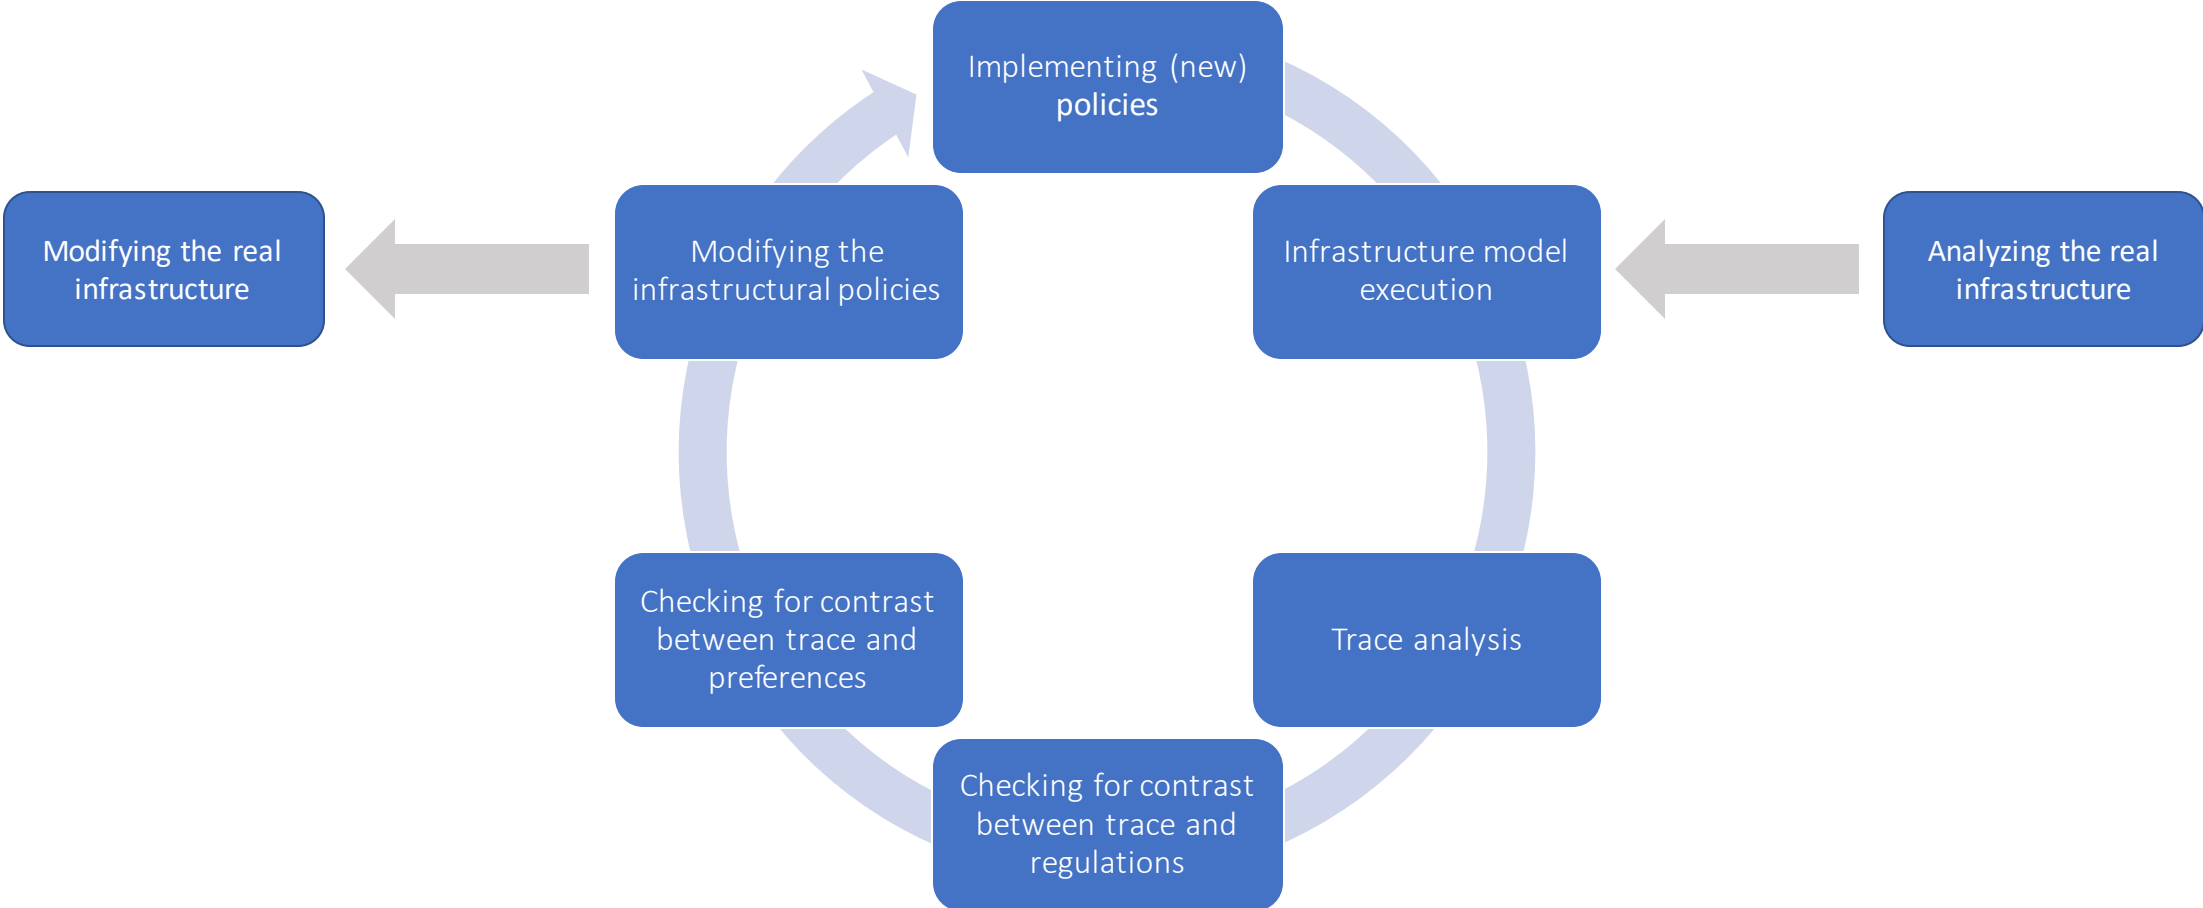 Implementing (new)
policies
Modifying the real
infrastructure
Modifying the
infrastructural policies
Infrastructure model
execution
Analyzing the real
infrastructure
Checking for contrast
between trace and
preferences
Trace analysis
Checking for contrast
between trace and
regulations